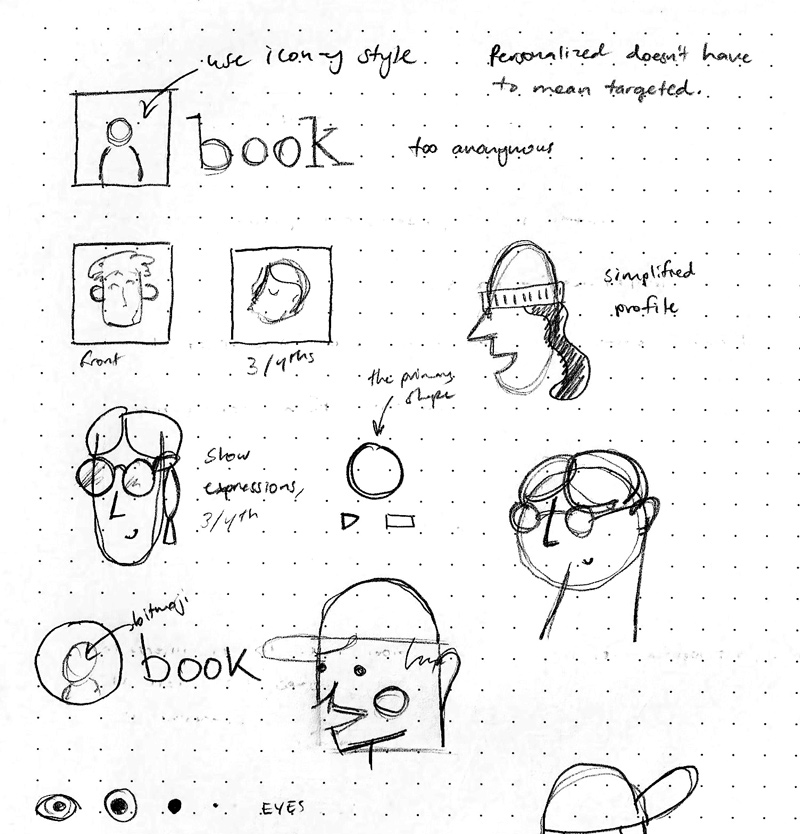 use icon-y style
Personalized doesn't have
to mean targeted.
book
too anonymous
simplified
profile
front
3/4ths
the primary
shape
Show
expressions,
3/4th
bitmoji
book
EYES